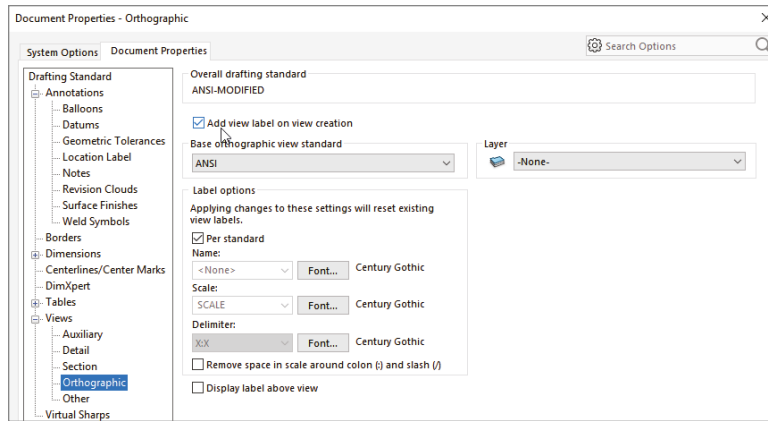 Document Properties - Orthographic
System Options
Document Properties
Search Options
Drafting Standard
Annotations
Balloons
Datums
Geometric Tolerances
Location Label
Notes
Revision Clouds
Surface Finishes
Weld Symbols
Borders
Dimensions
Centerlines/Center Marks
DimXpert
Tables
Views
Auxiliary
Detail
Section
Orthographic
Other
Virtual Sharps
Overall drafting standard
ANSI-MODIFIED
Add view label on view creation
Base orthographic view standard
ANSI
Layer
-None-
Label options
Applying changes to these settings will reset existing
view labels.
Per standard
Name:
<None> Font... Century Gothic
Scale:
SCALE Font... Century Gothic
Delimiter:
X:X Font... Century Gothic
Remove space in scale around colon (:) and slash (/)
Display label above view